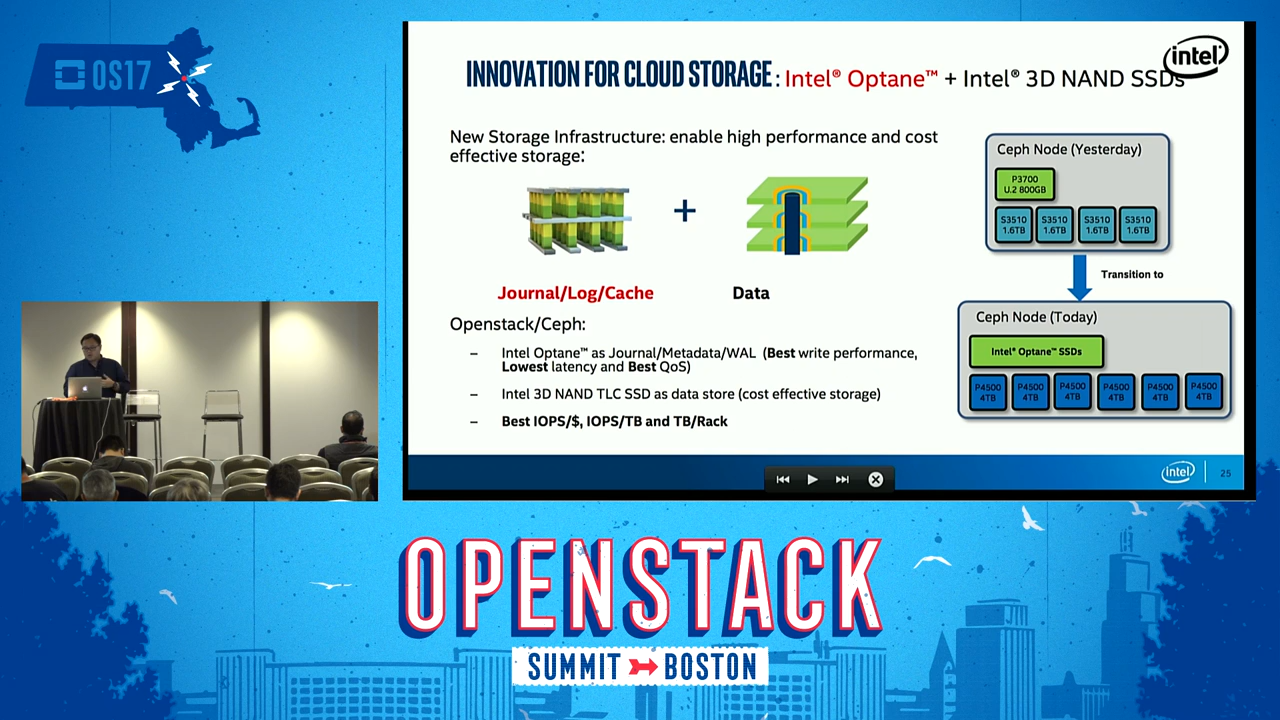 OS17
INNOVATION FOR CLOUD STORAGE : Intel® Optane™ + Intel® 3D NAND SSDs
intel
New Storage Infrastructure: enable high performance and cost
effective storage:
+
Journal/Log/Cache
Data
Openstack/Ceph:
– Intel Optane™ as Journal/Metadata/WAL (Best write performance,
Lowest latency and Best QoS)
– Intel 3D NAND TLC SSD as data store (cost effective storage)
– Best IOPS/$, IOPS/TB and TB/Rack
Ceph Node (Yesterday)
P3700
U.2 800GB
S3510 S3510 S3510 S3510
1.6TB 1.6TB 1.6TB 1.6TB
Transition to
Ceph Node (Today)
Intel® Optane™ SSDs
P4500 P4500 P4500 P4500 P4500 P4500
4TB 4TB 4TB 4TB 4TB 4TB
intel
25
OPENSTACK
SUMMIT BOSTON